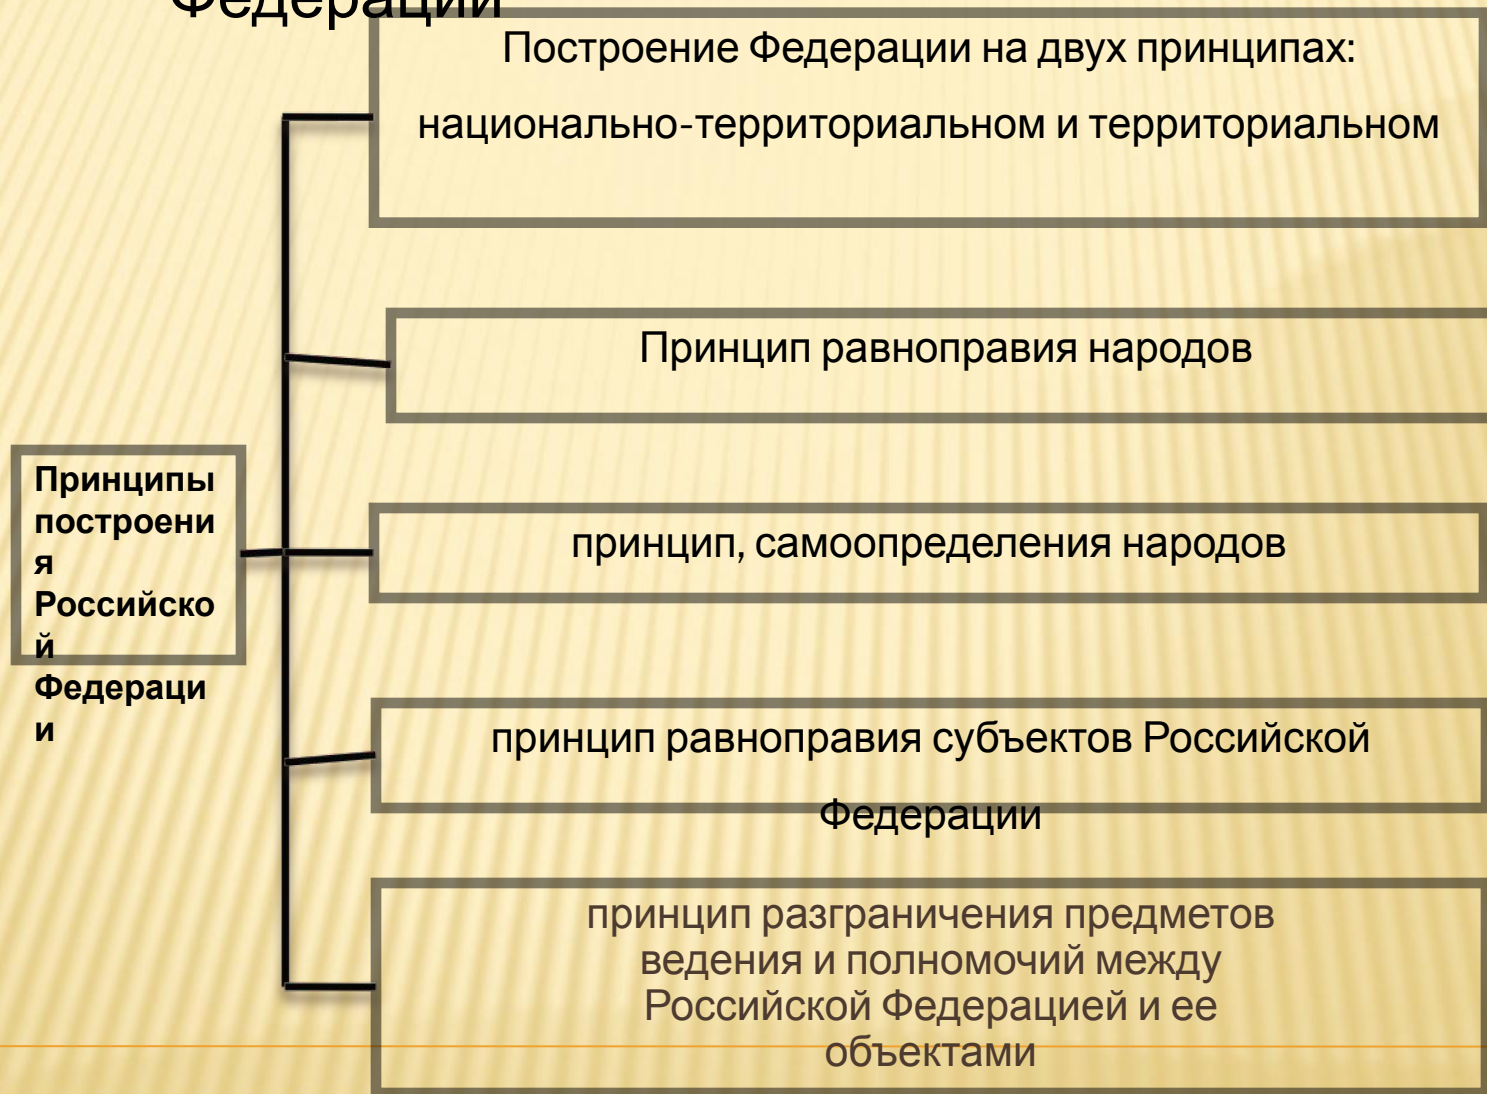 Федерации
Построение Федерации на двух принципах:
национально-территориальном и территориальном
Принцип равноправия народов
Принципы
построени
я
Российско
й
Федераци
и
принцип, самоопределения народов
принцип равноправия субъектов Российской
Федерации
принцип разграничения предметов
ведения и полномочий между
Российской Федерацией и ее
объектами